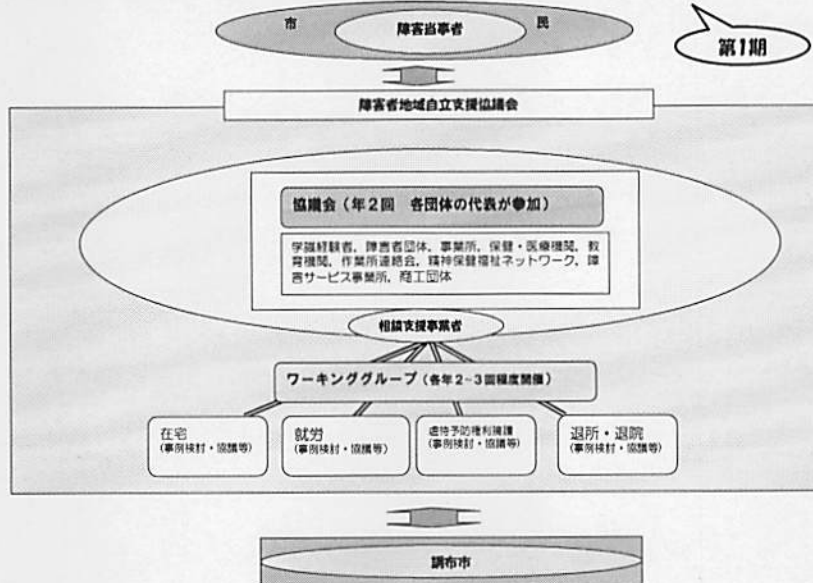 市 障害当事者 民
第1期
障害者地域自立支援協議会
協議会(年2回 各団体の代表が参加)
学識経験者、障害者団体、事業所、保健・医療機関、教
育機関、作業所連絡会、精神保健福祉ネットワーク、障
害サービス事業所、商工団体
相談支援事業者
ワーキンググループ(各年2~3回程度開催)
在宅
(事例検討・協議等)
就労
(事例検討・協議等)
虐待予防権利擁護
(事例検討・協議等)
退所・退院
(事例検討・協議等)
調布市